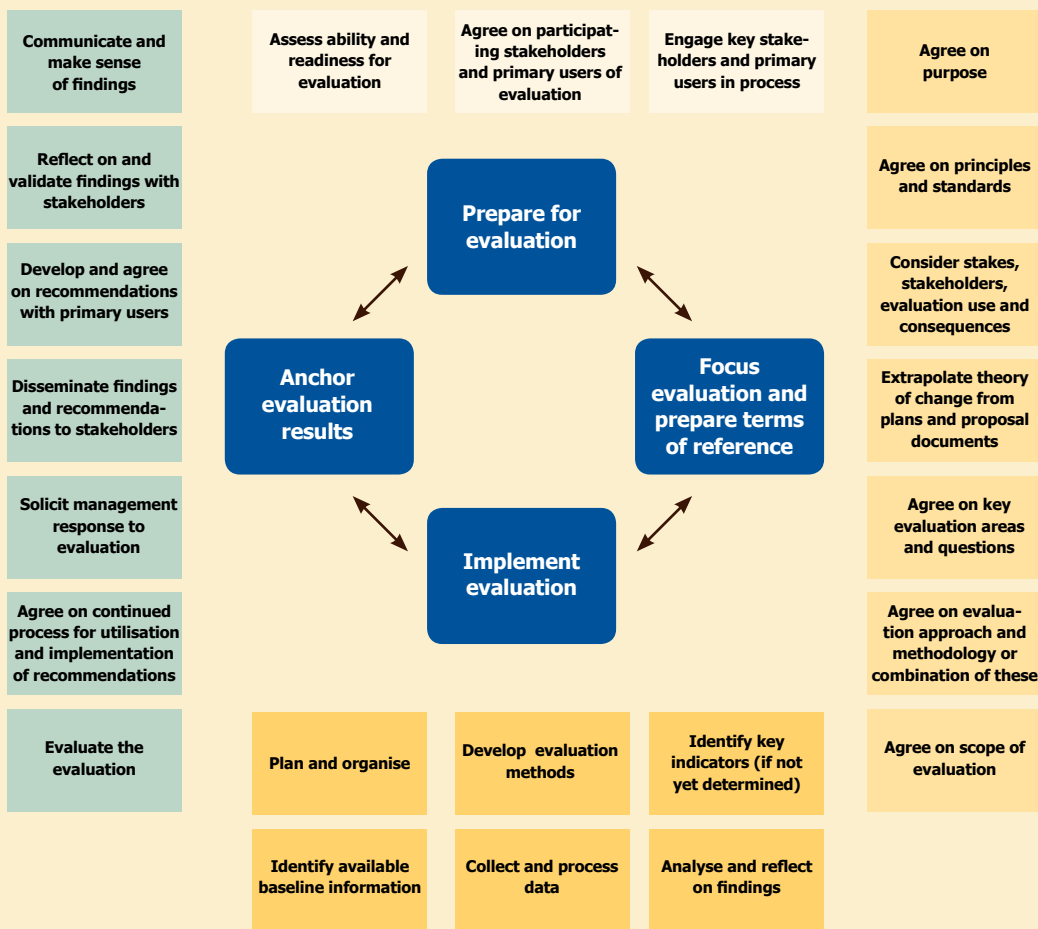 Communicate and
make sense
of findings
Assess ability and
readiness for
evaluation
Agree on participat-
ing stakeholders
and primary users of
evaluation
Engage key stake-
holders and primary
users in process
Agree on
purpose
Reflect on and
validate findings with
stakeholders
Agree on principles
and standards
Prepare for
evaluation
Develop and agree
on recommendations
with primary users
Consider stakes,
stakeholders,
evaluation use and
consequences
Disseminate findings
and recommenda-
tions to stakeholders
Anchor
evaluation
results
Focus
evaluation and
prepare terms
of reference
Extrapolate theory
of change from
plans and proposal
documents
Solicit management
response to
evaluation
Agree on key
evaluation areas
and questions
Implement
evaluation
Agree on continued
process for utilisation
and implementation
of recommendations
Agree on evalua-
tion approach and
methodology or
combination of these
Evaluate the
evaluation
Plan and organise
Develop evaluation
methods
Identify key
indicators (if not
yet determined)
Agree on scope of
evaluation
Identify available
baseline information
Collect and process
data
Analyse and reflect
on findings